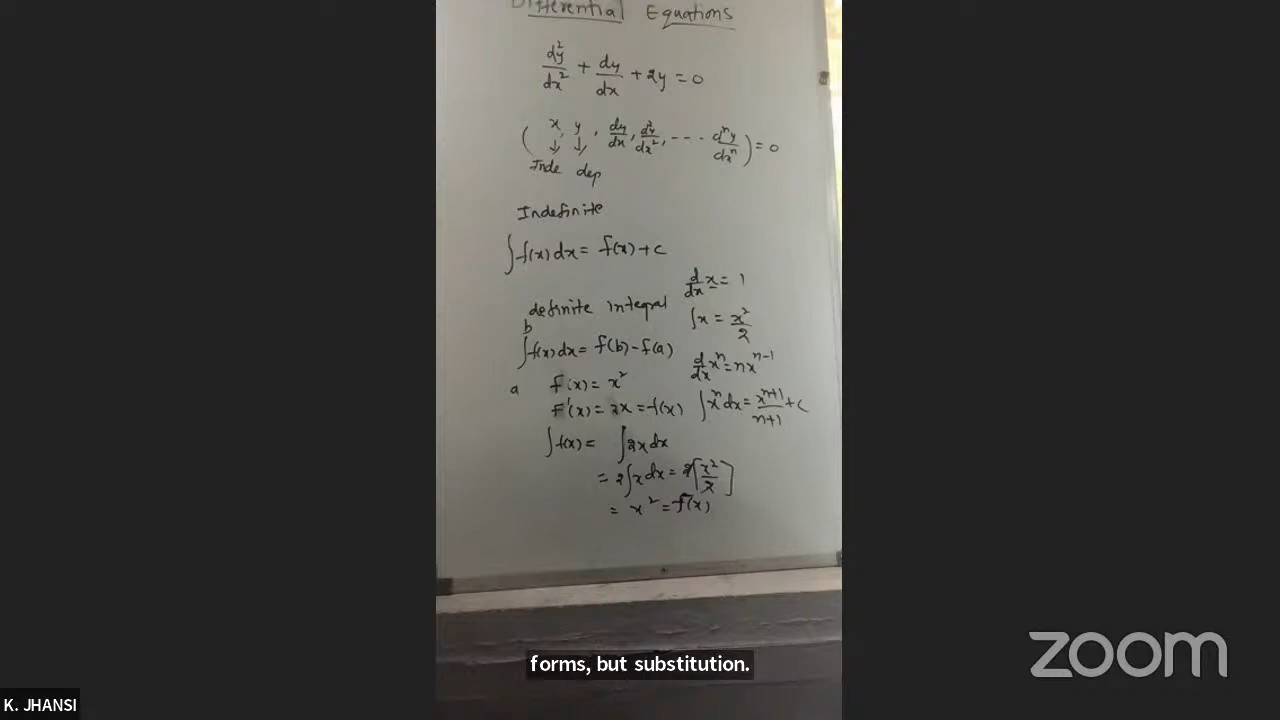 Differential Equations
d²y/dx² + dy/dx + 2y = 0
( x, y, dy/dx, d²y/dx², --- . dⁿy/dxⁿ ) = 0
↓ ↓
Inde dep
Indefinite
∫f(x) dx = f(x) + c
d/dx x = 1
definite integral
∫x = x²/2
b
∫f(x) dx = f(b) - f(a)
a
d/dx xⁿ = nxⁿ⁻¹
F(x) = x²
F'(x) = 2x = f(x)
∫xⁿ dx = xⁿ⁺¹/n+1 + c
∫f(x) = ∫2x dx
= 2∫x dx = 2[x²/2]
= x² = F(x)
forms, but substitution.
K. JHANSI
zoom